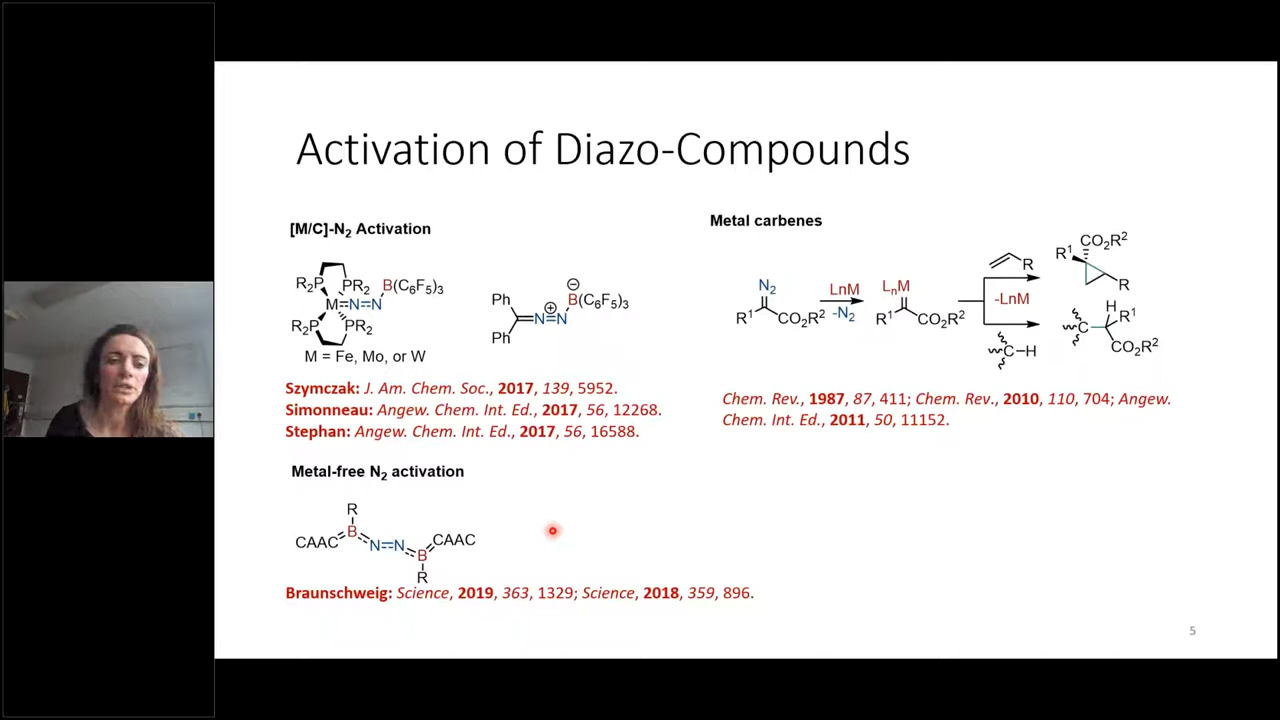 Activation of Diazo-Compounds
[M/C]-N2 Activation
R2P
PR2
B(C6F5)3
M=N=N
R2P
PR2
M = Fe, Mo, or W
Ph
⊖
B(C6F5)3
⊕
N=N
Ph
Szymczak: J. Am. Chem. Soc., 2017, 139, 5952.
Simonneau: Angew. Chem. Int. Ed., 2017, 56, 12268.
Stephan: Angew. Chem. Int. Ed., 2017, 56, 16588.
Metal-free N2 activation
R
CAAC
B
N=N
B
CAAC
R
Braunschweig: Science, 2019, 363, 1329; Science, 2018, 359, 896.
Metal carbenes
N2
R1
CO2R2
LnM
-N2
LnM
R1
CO2R2
R
-LnM
C-H
CO2R2
R1
R
H
C
R1
CO2R2
Chem. Rev., 1987, 87, 411; Chem. Rev., 2010, 110, 704; Angew.
Chem. Int. Ed., 2011, 50, 11152.
5